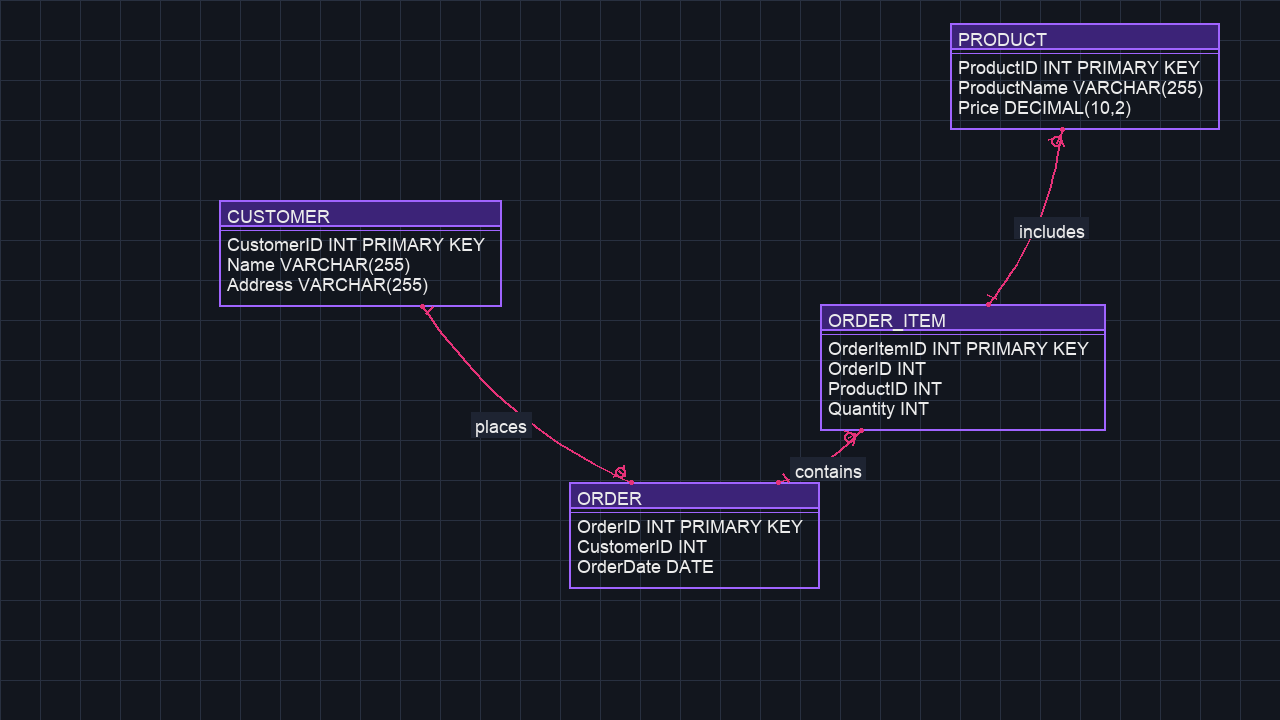 PRODUCT
ProductID INT PRIMARY KEY
ProductName VARCHAR(255)
Price DECIMAL(10,2)
CUSTOMER
CustomerID INT PRIMARY KEY
Name VARCHAR(255)
Address VARCHAR(255)
includes
ORDER_ITEM
OrderItemID INT PRIMARY KEY
OrderID INT
ProductID INT
Quantity INT
places
contains
ORDER
OrderID INT PRIMARY KEY
CustomerID INT
OrderDate DATE